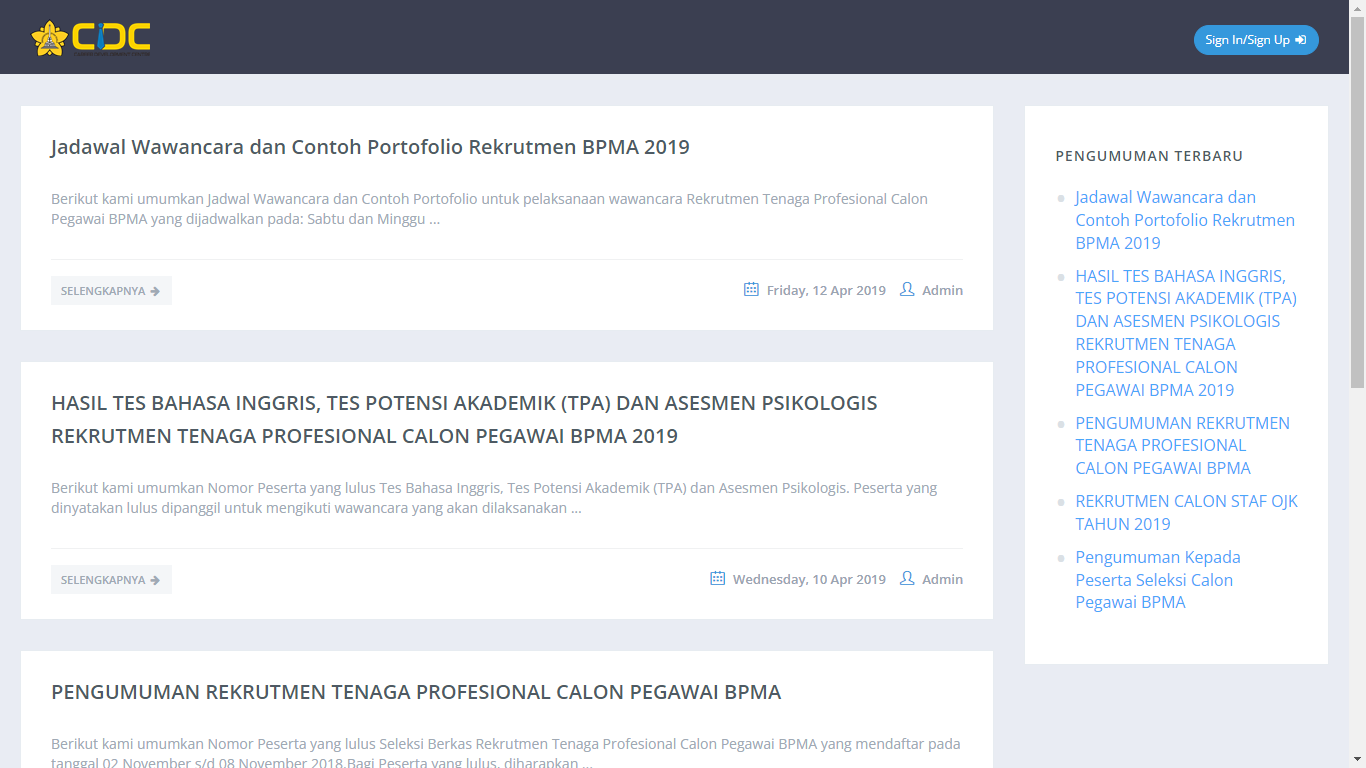 CDC
Sign In/Sign Up
Jadawal Wawancara dan Contoh Portofolio Rekrutmen BPMA 2019
Berikut kami umumkan Jadwal Wawancara dan Contoh Portofolio untuk pelaksanaan wawancara Rekrutmen Tenaga Profesional Calon
Pegawai BPMA yang dijadwalkan pada: Sabtu dan Minggu ...
SELENGKAPNYA
Friday, 12 Apr 2019 Admin
HASIL TES BAHASA INGGRIS, TES POTENSI AKADEMIK (TPA) DAN ASESMEN PSIKOLOGIS
REKRUTMEN TENAGA PROFESIONAL CALON PEGAWAI BPMA 2019
Berikut kami umumkan Nomor Peserta yang lulus Tes Bahasa Inggris, Tes Potensi Akademik (TPA) dan Asesmen Psikologis. Peserta yang
dinyatakan lulus dipanggil untuk mengikuti wawancara yang akan dilaksanakan ...
SELENGKAPNYA
Wednesday, 10 Apr 2019 Admin
PENGUMUMAN REKRUTMEN TENAGA PROFESIONAL CALON PEGAWAI BPMA
Berikut kami umumkan Nomor Peserta yang lulus Seleksi Berkas Rekrutmen Tenaga Profesional Calon Pegawai BPMA yang mendaftar pada
tanggal 02 November s/d 08 November 2018.Bagi Peserta yang lulus, diharapkan ...
PENGUMUMAN TERBARU
Jadawal Wawancara dan
Contoh Portofolio Rekrutmen
BPMA 2019
HASIL TES BAHASA INGGRIS,
TES POTENSI AKADEMIK (TPA)
DAN ASESMEN PSIKOLOGIS
REKRUTMEN TENAGA
PROFESIONAL CALON
PEGAWAI BPMA 2019
PENGUMUMAN REKRUTMEN
TENAGA PROFESIONAL
CALON PEGAWAI BPMA
REKRUTMEN CALON STAF OJK
TAHUN 2019
Pengumuman Kepada
Peserta Seleksi Calon
Pegawai BPMA